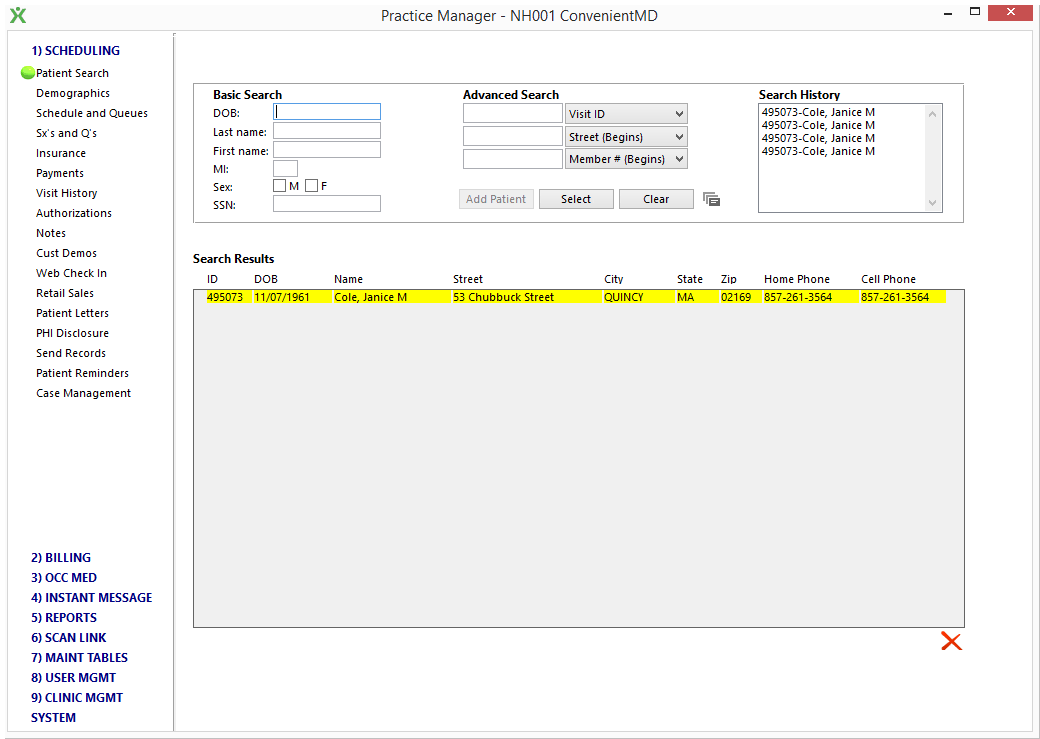 Practice Manager - NH001 ConvenientMD
1) SCHEDULING
Patient Search
Demographics
Schedule and Queues
Sx's and Q's
Insurance
Payments
Visit History
Authorizations
Notes
Cust Demos
Web Check In
Retail Sales
Patient Letters
PHI Disclosure
Send Records
Patient Reminders
Case Management
2) BILLING
3) OCC MED
4) INSTANT MESSAGE
5) REPORTS
6) SCAN LINK
7) MAINT TABLES
8) USER MGMT
9) CLINIC MGMT
SYSTEM
Basic Search
DOB:
Last name:
First name:
MI:
Sex: M F
SSN:
Advanced Search
Visit ID
Street (Begins)
Member # (Begins)
Add Patient Select Clear
Search History
495073-Cole, Janice M
495073-Cole, Janice M
495073-Cole, Janice M
495073-Cole, Janice M
Search Results
ID DOB Name Street City State Zip Home Phone Cell Phone
495073 11/07/1961 Cole, Janice M 53 Chubbuck Street QUINCY MA 02169 857-261-3564 857-261-3564